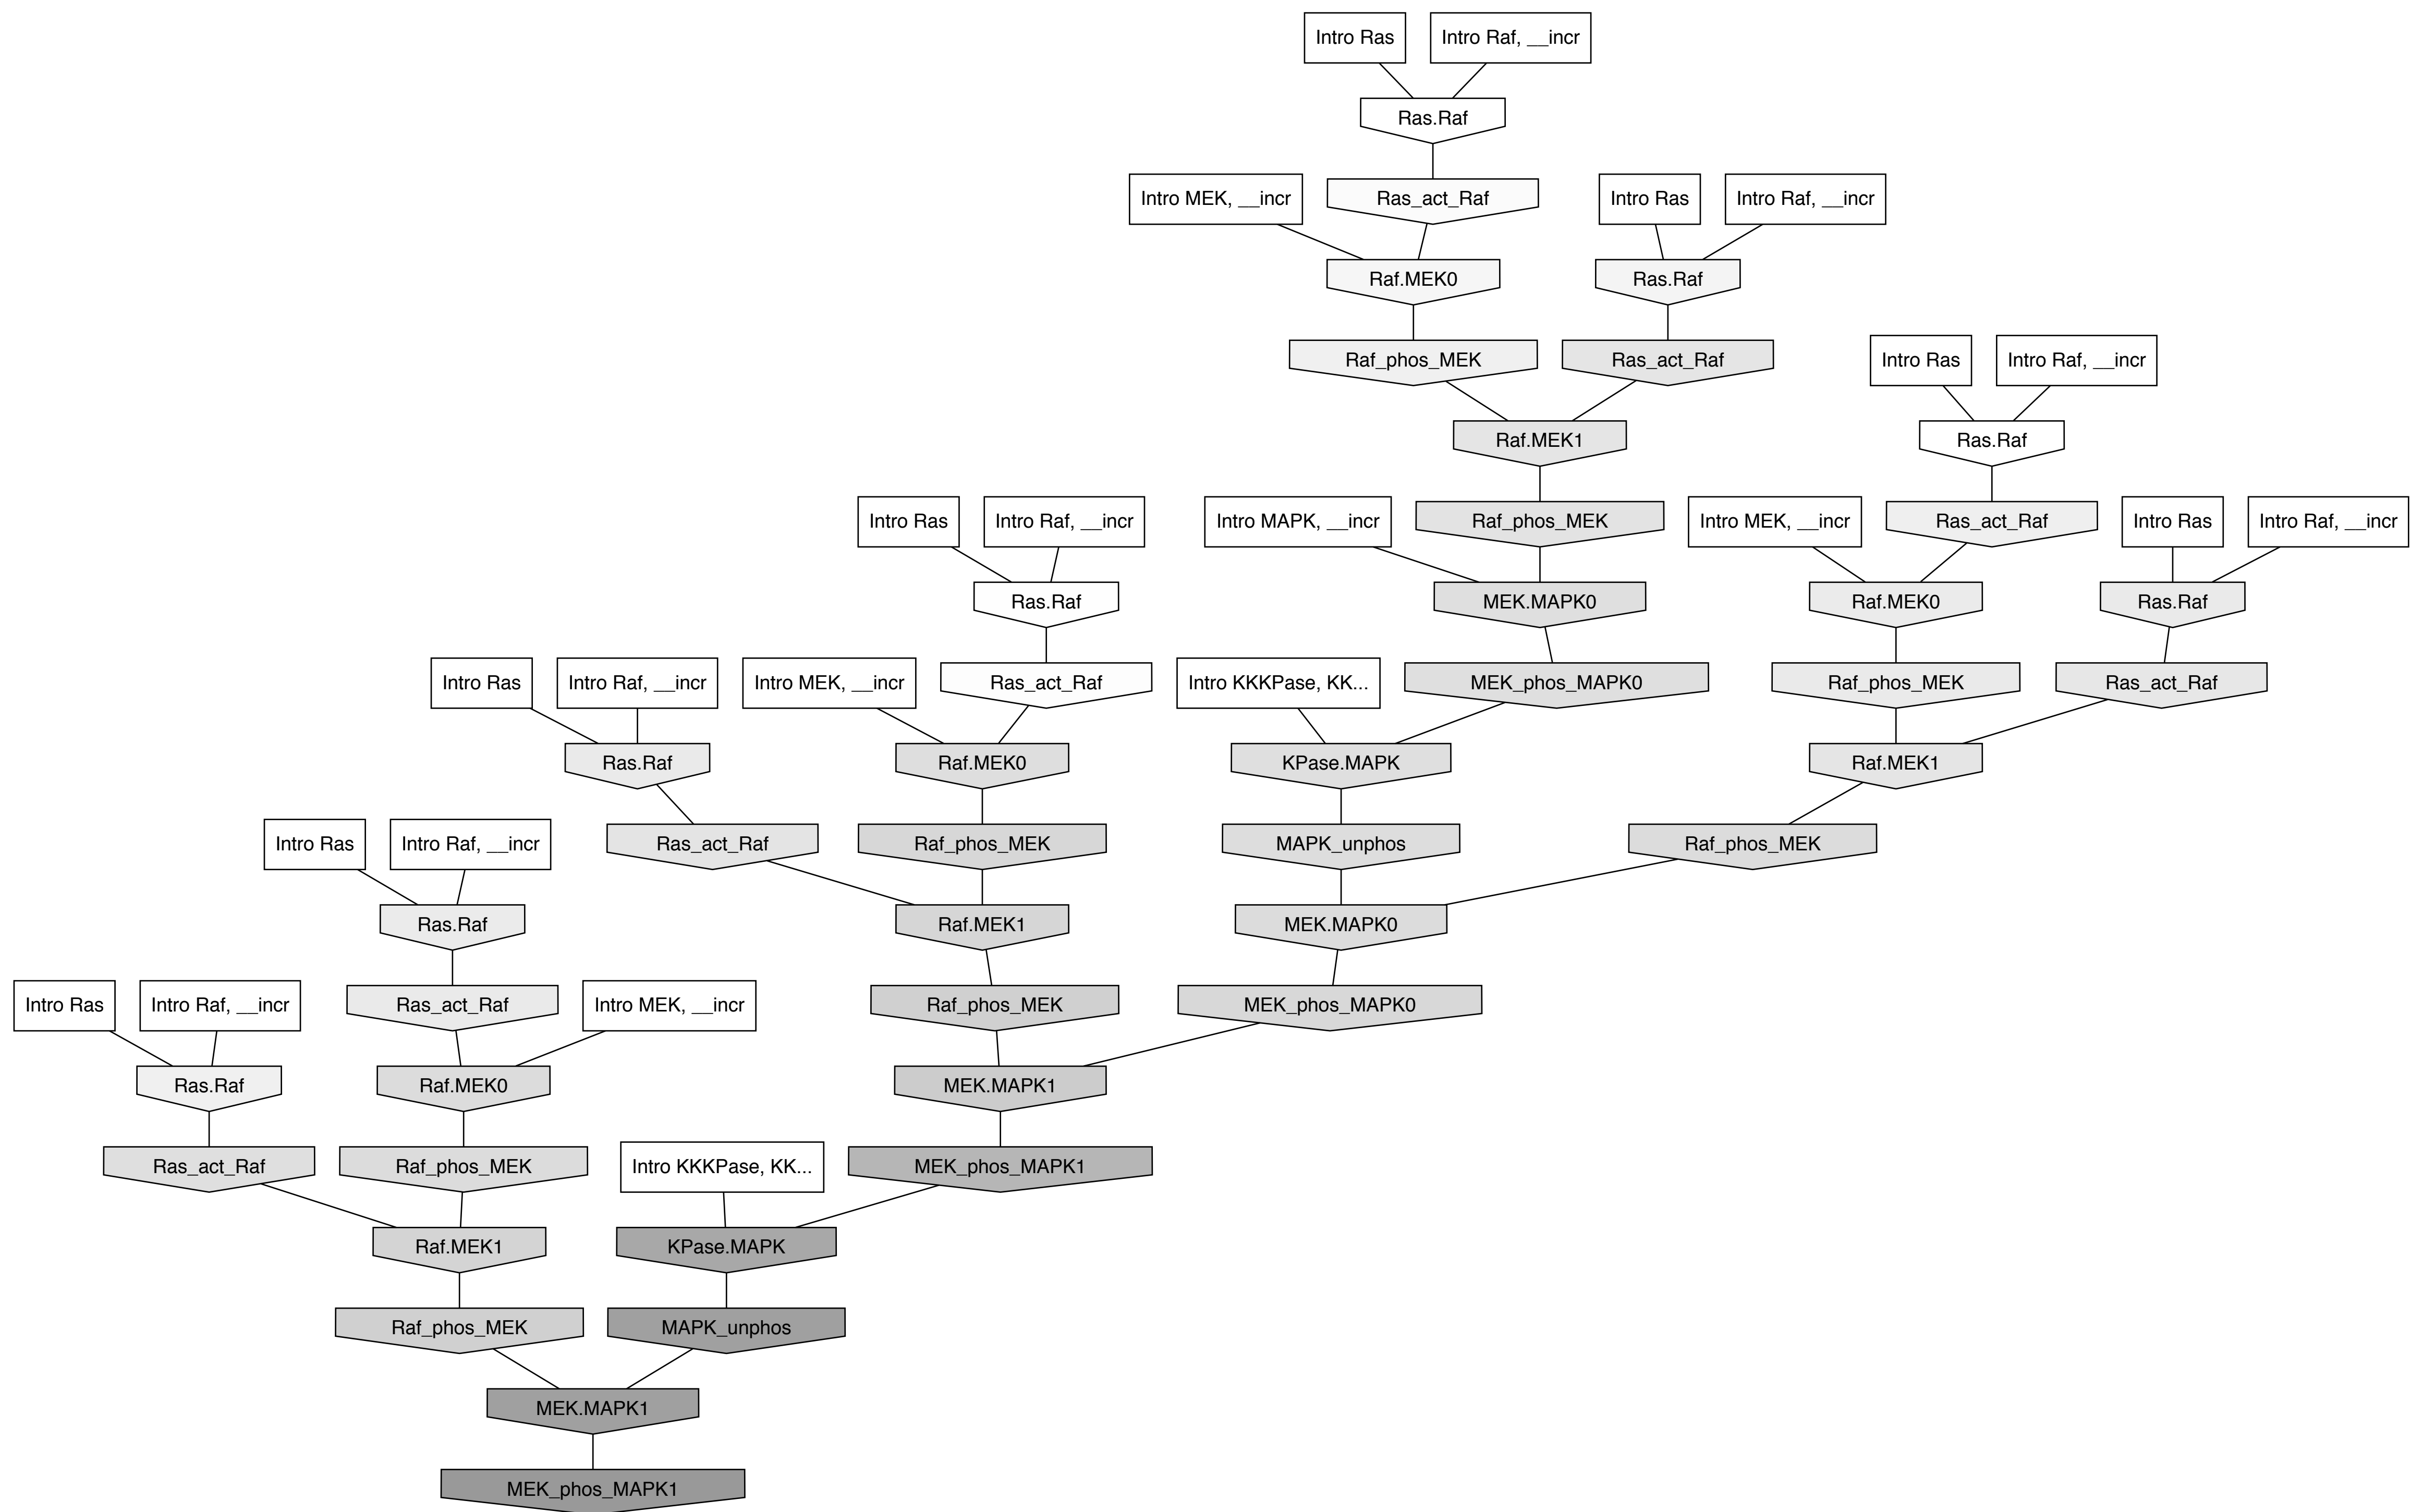 Intro Ras
Intro Raf, __incr
Ras.Raf
Intro MEK, __incr
Ras_act_Raf
Intro Ras
Intro Raf, __incr
Raf.MEK0
Ras.Raf
Raf_phos_MEK
Ras_act_Raf
Intro Ras
Intro Raf, __incr
Raf.MEK1
Ras.Raf
Intro Ras
Intro Raf, __incr
Intro MAPK, __incr
Raf_phos_MEK
Intro MEK, __incr
Ras_act_Raf
Intro Ras
Intro Raf, __incr
Ras.Raf
MEK.MAPK0
Raf.MEK0
Ras.Raf
Intro Ras
Intro Raf, __incr
Intro MEK, __incr
Ras_act_Raf
Intro KKKPase, KK...
MEK_phos_MAPK0
Raf_phos_MEK
Ras_act_Raf
Ras.Raf
Raf.MEK0
KPase.MAPK
Raf.MEK1
Intro Ras
Intro Raf, __incr
Ras_act_Raf
Raf_phos_MEK
MAPK_unphos
Raf_phos_MEK
Ras.Raf
Raf.MEK1
MEK.MAPK0
Intro Ras
Intro Raf, __incr
Ras_act_Raf
Intro MEK, __incr
Raf_phos_MEK
MEK_phos_MAPK0
Ras.Raf
Raf.MEK0
MEK.MAPK1
Ras_act_Raf
Raf_phos_MEK
Intro KKKPase, KK...
MEK_phos_MAPK1
Raf.MEK1
KPase.MAPK
Raf_phos_MEK
MAPK_unphos
MEK.MAPK1
MEK_phos_MAPK1